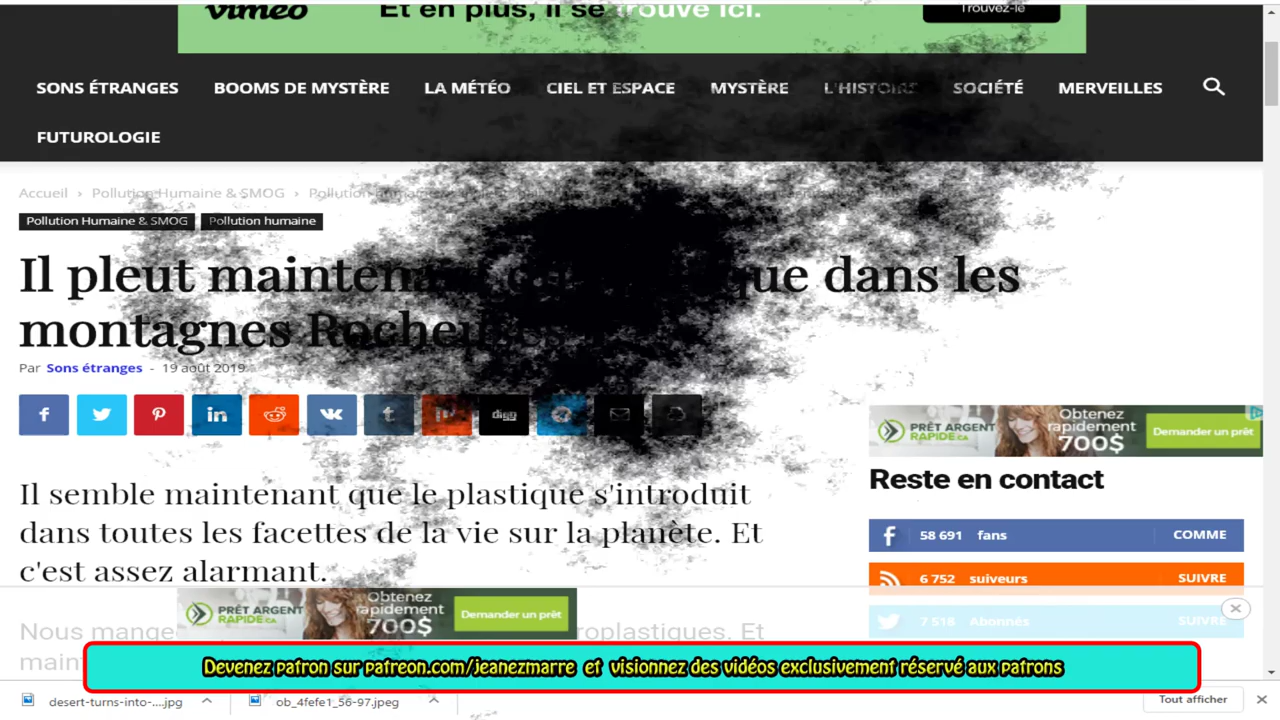 vimeo Et en plus, il se trouve ici. Trouvez-le
SONS ÉTRANGES BOOMS DE MYSTÈRE LA MÉTÉO CIEL ET ESPACE MYSTÈRE L'HISTOIRE SOCIÉTÉ MERVEILLES
FUTUROLOGIE
Accueil › Pollution Humaine & SMOG › Pollution
Pollution Humaine & SMOG Pollution humaine
Il pleut dans les
montagnes Rocheuses
Par Sons étranges - 19 août 2019
digg
PRÊT ARGENT RAPIDE.CA Obtenez rapidement 700$ Demander un prêt
Reste en contact
58 691 fans COMME
6 752 suiveurs SUIVRE
7 518 Abonnés SUIVRE
Il semble maintenant que le plastique s'introduit
dans toutes les facettes de la vie sur la planète. Et
c'est assez alarmant.
PRÊT ARGENT RAPIDE.CA Obtenez rapidement 700$ Demander un prêt
Nous Et
Devenez patron sur patreon.com/jeanezmarre et visionnez des vidéos exclusivement réservé aux patrons
desert-turns-into-....jpg ob_4fefe1_56-97.jpeg Tout afficher